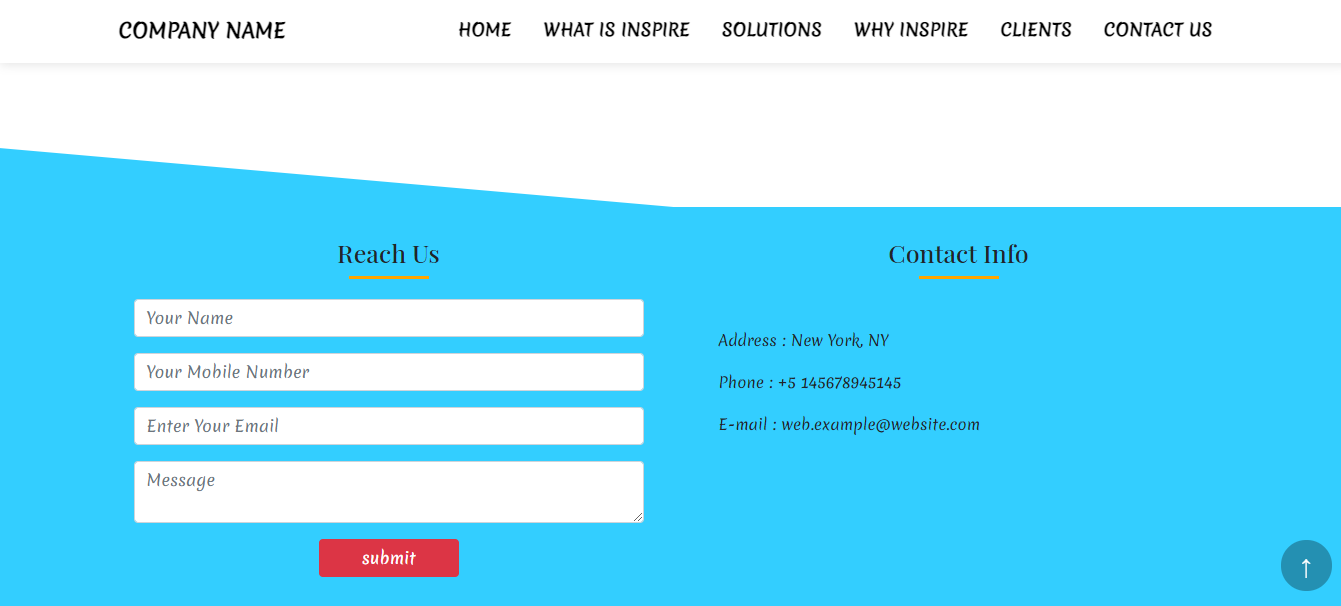 COMPANY NAME HOME WHAT IS INSPIRE SOLUTIONS WHY INSPIRE CLIENTS CONTACT US
Reach Us
Your Name
Your Mobile Number
Enter Your Email
Message
submit
Contact Info
Address : New York, NY
Phone : +5 145678945145
E-mail : web.example@website.com
↑